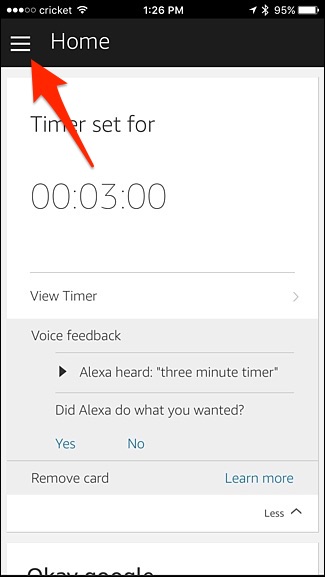 cricket 1:26 PM 95%
Home
Timer set for
00:03:00
View Timer
Voice feedback
Alexa heard: "three minute timer"
Did Alexa do what you wanted?
Yes No
Remove card Learn more
Less
Okay google